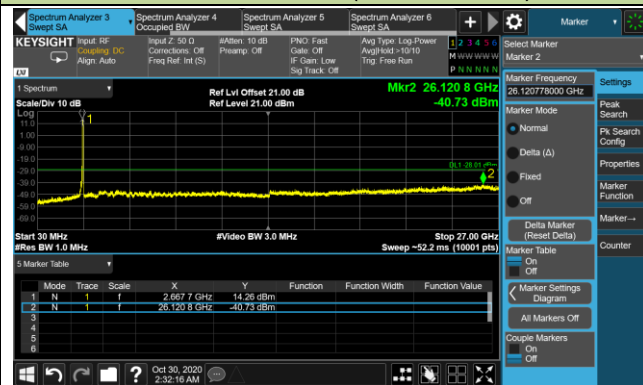 Spectrum Analyzer 3
Swept SA
Spectrum Analyzer 4
Occupied BW
Spectrum Analyzer 5
Swept SA
Spectrum Analyzer 6
Swept SA
+
Marker
KEYSIGHT
Input: RF
Coupling: DC
Align: Auto
Input Z: 50 Ω
Corrections: Off
Freq Ref: Int (S)
#Atten: 10 dB
Preamp: Off
PNO: Fast
Gate: Off
IF Gain: Low
Sig Track: Off
Avg Type: Log-Power
Avg|Hold:>10/10
Trig: Free Run
1 2 3 4 5 6
M W W W W W
P N N N N N
LXI
Select Marker
Marker 2
1 Spectrum
Scale/Div 10 dB
Ref Lvl Offset 21.00 dB
Ref Level 21.00 dBm
Mkr2 26.120 8 GHz
-40.73 dBm
Log
11.0
1.00
-9.00
-19.0
-29.0
-39.0
-49.0
-59.0
-69.0
1
DL1 -28.01 dBm
2
Start 30 MHz
#Res BW 1.0 MHz
#Video BW 3.0 MHz
Stop 27.00 GHz
Sweep ~52.2 ms (10001 pts)
5 Marker Table
Mode Trace Scale X Y Function Function Width Function Value
1 N 1 f 2.667 7 GHz 14.26 dBm
2 N 1 f 26.120 8 GHz -40.73 dBm
3
4
5
6
Marker Frequency
26.120778000 GHz
Marker Mode
Normal
Delta (Δ)
Fixed
Off
Delta Marker
(Reset Delta)
Marker Table
On
Off
Marker Settings
Diagram
All Markers Off
Couple Markers
On
Off
Settings
Peak
Search
Pk Search
Config
Properties
Marker
Function
Marker→
Counter
?
Oct 30, 2020
2:32:16 AM